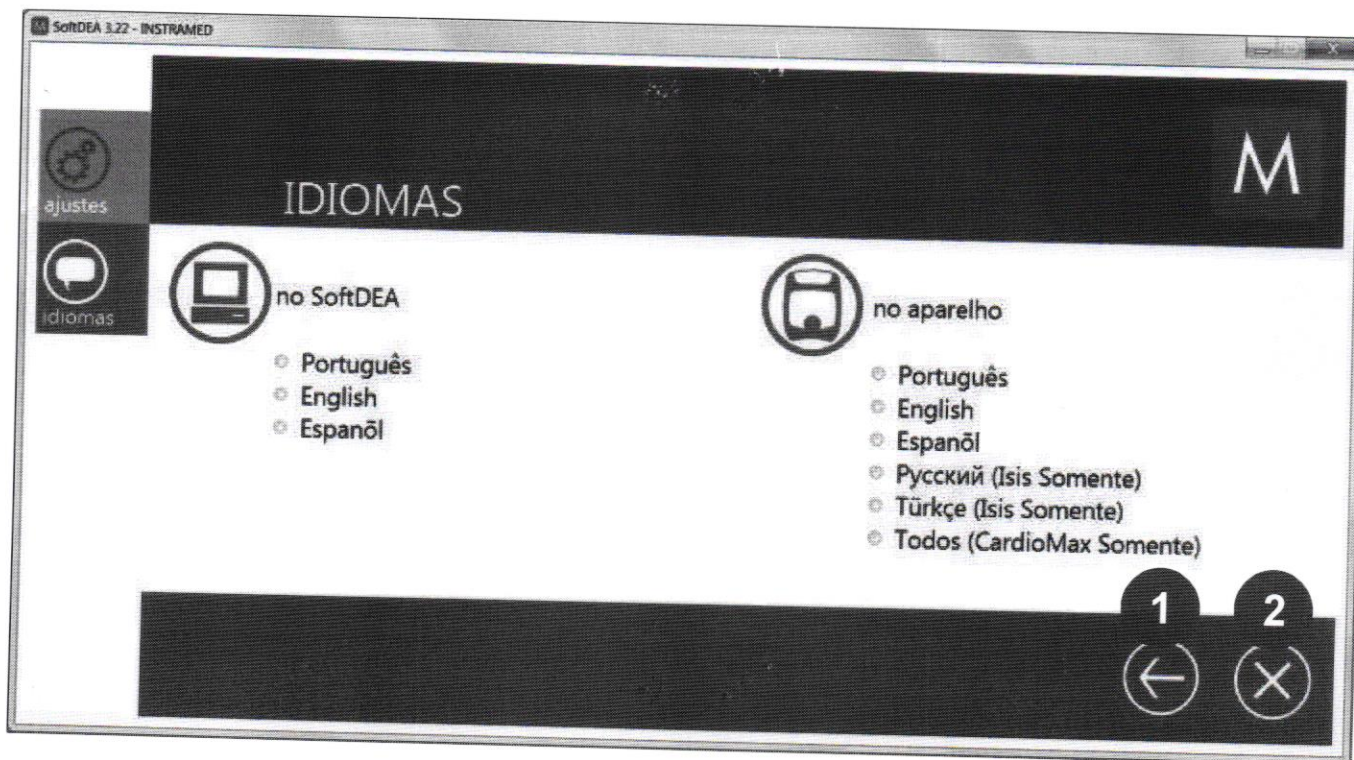 M SoftDEA 3.22 - INSTRAMED
M
ajustes
IDIOMAS
idiomas
no SoftDEA
Português
English
Espanõl
no aparelho
Português
English
Espanõl
Русский (Isis Somente)
Türkçe (Isis Somente)
Todos (CardioMax Somente)
1
2